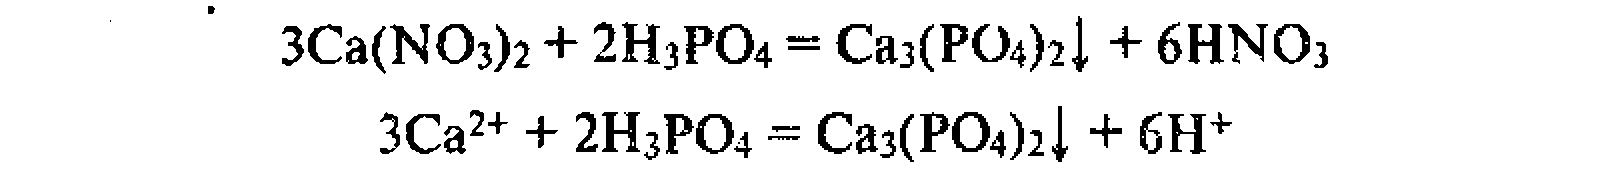 3Ca(NO₃)₂ + 2H₃PO₄ = Ca₃(PO₄)₂↓ + 6HNO₃
3Ca²⁺ + 2H₃PO₄ = Ca₃(PO₄)₂↓ + 6H⁺